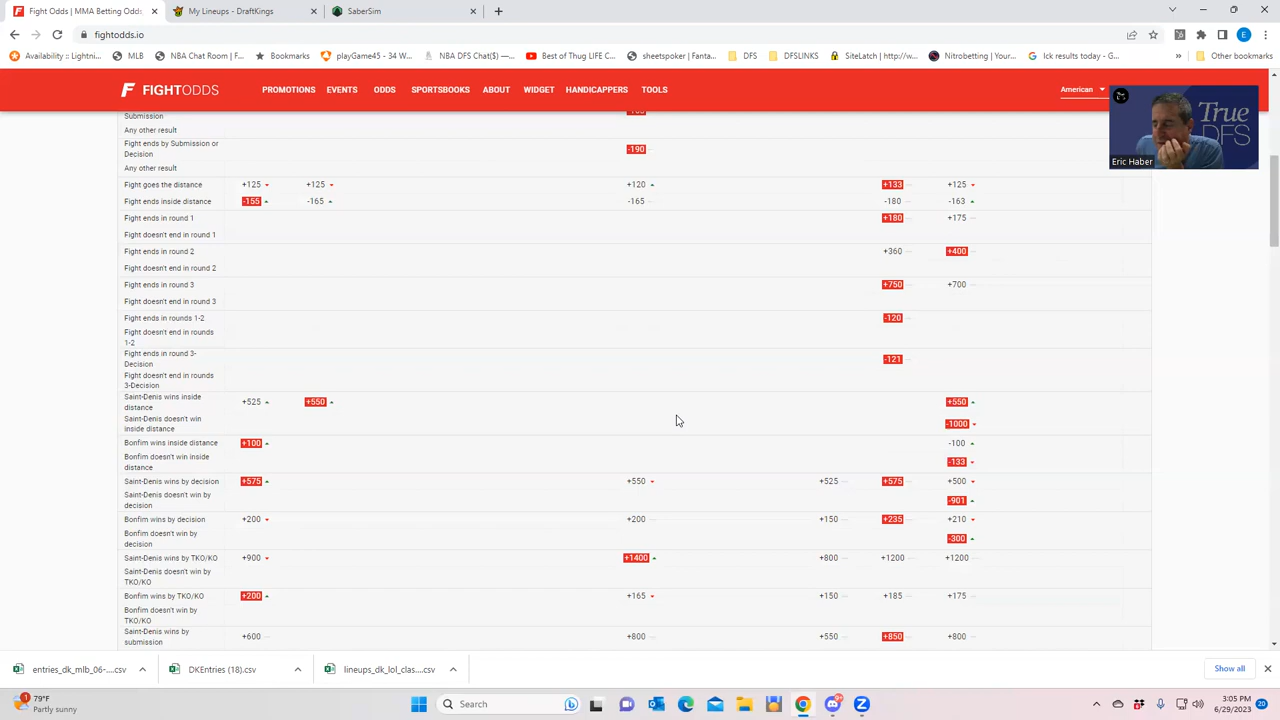 Fight Odds | MMA Betting Odds
My Lineups - DraftKings
SaberSim
fightodds.io
Availability :: Lightni...
MLB
NBA Chat Room | F...
Bookmarks
playGame45 - 34 W...
NBA DFS Chat($) —...
Best of Thug LIFE C...
sheetspoker | Fanta...
DFS
DFSLINKS
SiteLatch | http://w...
Nitrobetting | Your...
Ick results today - G...
»
Other bookmarks
FIGHTODDS
PROMOTIONS EVENTS ODDS SPORTSBOOKS ABOUT WIDGET HANDICAPPERS TOOLS
American
True
DFS
Eric Haber
Submission
Any other result
Fight ends by Submission or
Decision
-190
Any other result
Fight goes the distance +125 +125 +120 +133 +125
Fight ends inside distance -155 -165 -165 -180 -163
Fight ends in round 1 +180 +175
Fight doesn't end in round 1
Fight ends in round 2 +360 +400
Fight doesn't end in round 2
Fight ends in round 3 +750 +700
Fight doesn't end in round 3
Fight ends in rounds 1-2 -120
Fight doesn't end in rounds
1-2
Fight ends in round 3-
Decision
-121
Fight doesn't end in rounds
3-Decision
Saint-Denis wins inside
distance
+525 +550 +550
Saint-Denis doesn't win
inside distance
-1000
Bonfim wins inside distance +100 -100
Bonfim doesn't win inside
distance
-133
Saint-Denis wins by decision +575 +550 +525 +575 +500
Saint-Denis doesn't win by
decision
-901
Bonfim wins by decision +200 +200 +150 +235 +210
Bonfim doesn't win by
decision
-300
Saint-Denis wins by TKO/KO +900 +1400 +800 +1200 +1200
Saint-Denis doesn't win by
TKO/KO
Bonfim wins by TKO/KO +200 +165 +150 +185 +175
Bonfim doesn't win by
TKO/KO
Saint-Denis wins by
submission
+600 +800 +550 +850 +800
entries_dk_mlb_06-....csv
DKEntries (18).csv
lineups_dk_lol_clas....csv
Show all
79°F
Partly sunny
Search
3:05 PM
6/29/2023
20